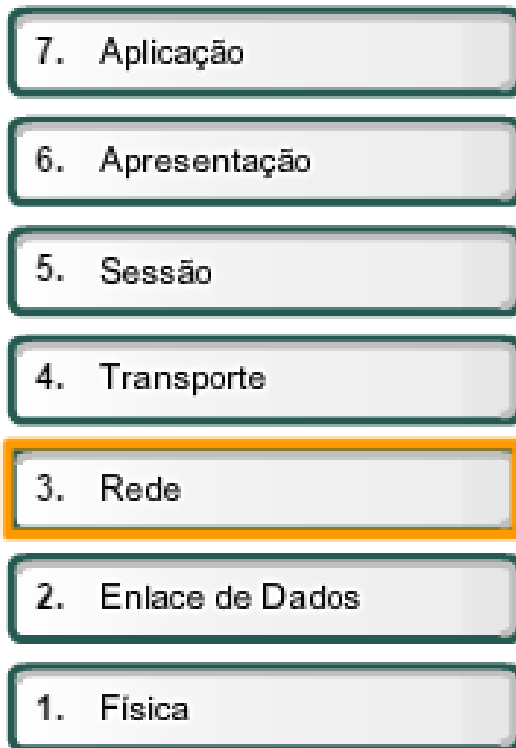 7. Aplicação
6. Apresentação
5. Sessão
4. Transporte
3. Rede
2. Enlace de Dados
1. Física